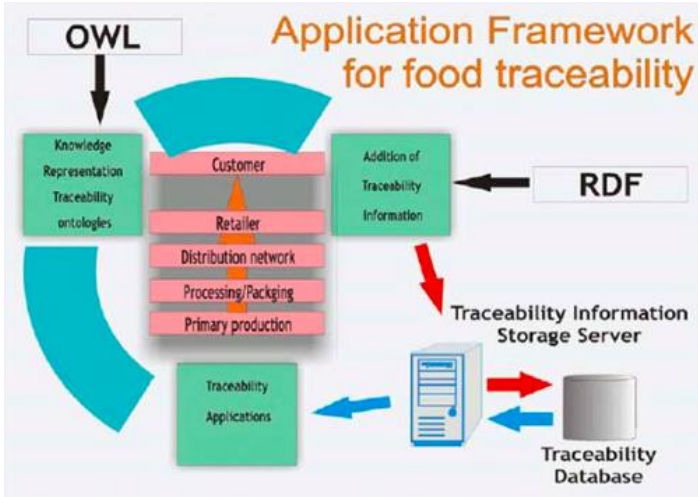 OWL
Application Framework
for food traceability
Knowledge
Representation
Traceability
ontologies
Customer
Addition of
Traceability
Information
RDF
Retailer
Distribution network
Processing/Packging
Primary production
Traceability Information
Storage Server
Traceability
Applications
Traceability
Database